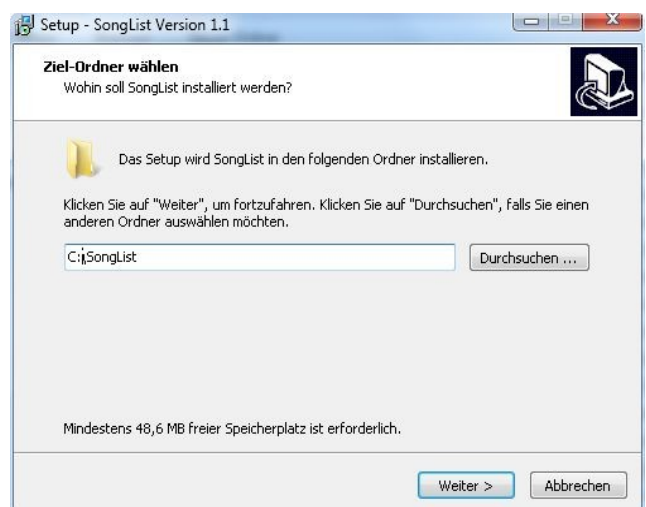 Setup - SongList Version 1.1
Ziel-Ordner wählen
Wohin soll SongList installiert werden?
Das Setup wird SongList in den folgenden Ordner installieren.
Klicken Sie auf "Weiter", um fortzufahren. Klicken Sie auf "Durchsuchen", falls Sie einen
anderen Ordner auswählen möchten.
C:\SongList
Durchsuchen ...
Mindestens 48,6 MB freier Speicherplatz ist erforderlich.
Weiter >
Abbrechen